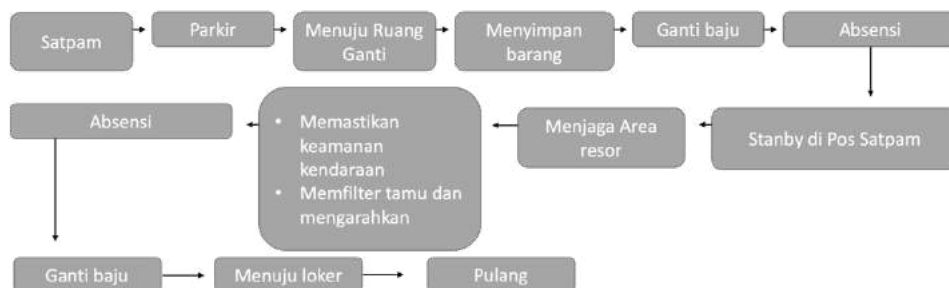 Satpam
Parkir
Menuju Ruang
Ganti
Menyimpan
barang
Ganti baju
Absensi
Stanby di Pos Satpam
Menjaga Area
resor
• Memastikan
keamanan
kendaraan
• Memfilter tamu dan
mengarahkan
Absensi
Ganti baju
Menuju loker
Pulang